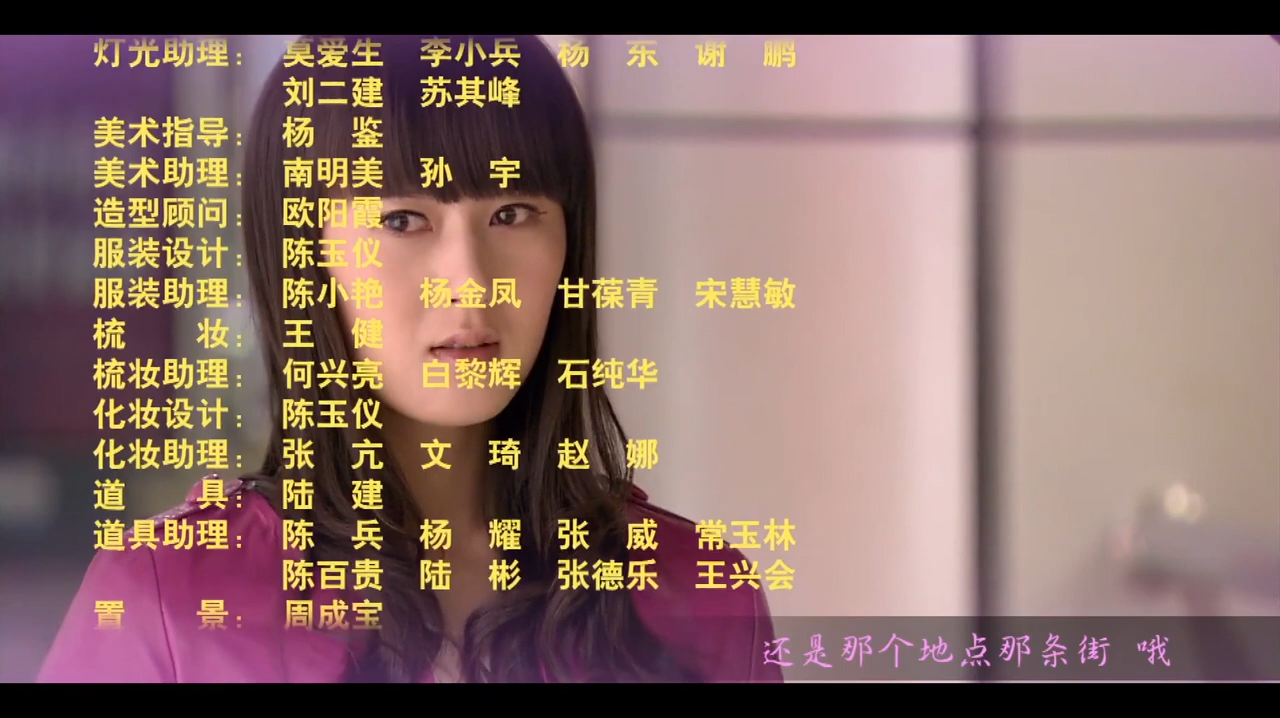 灯光助理: 莫爱生 李小兵 杨 东 谢 鹏
刘二建 苏其峰
美术指导: 杨 鉴
美术助理: 南明美 孙 宇
造型顾问: 欧阳霞
服装设计: 陈玉仪
服装助理: 陈小艳 杨金凤 甘葆青 宋慧敏
梳 妆: 王 健
梳妆助理: 何兴亮 白黎辉 石纯华
化妆设计: 陈玉仪
化妆助理: 张 亢 文 琦 赵 娜
道 具: 陆 建
道具助理: 陈 兵 杨 耀 张 威 常玉林
陈百贵 陆 彬 张德乐 王兴会
置 景: 周成宝
还是那个地点那条街 哦